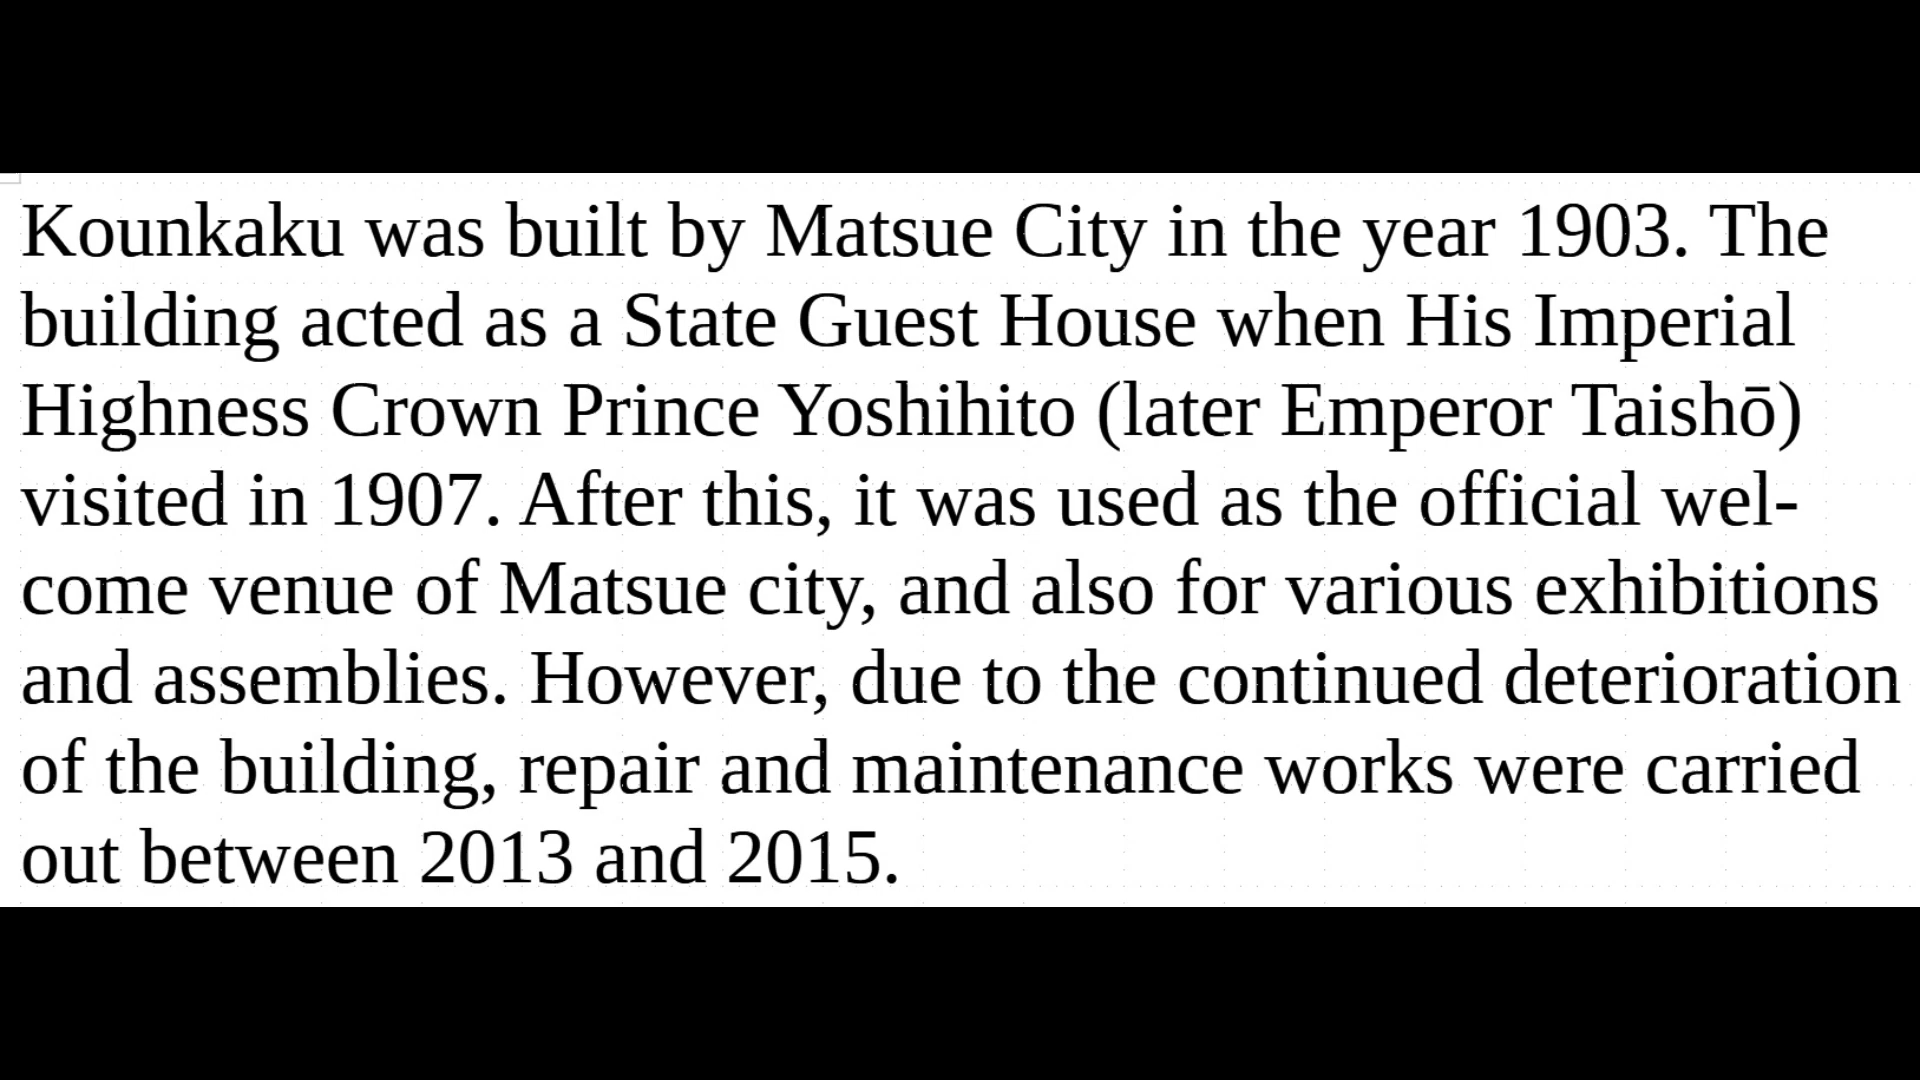 Kounkaku was built by Matsue City in the year 1903. The
building acted as a State Guest House when His Imperial
Highness Crown Prince Yoshihito (later Emperor Taishō)
visited in 1907. After this, it was used as the official wel-
come venue of Matsue city, and also for various exhibitions
and assemblies. However, due to the continued deterioration
of the building, repair and maintenance works were carried
out between 2013 and 2015.